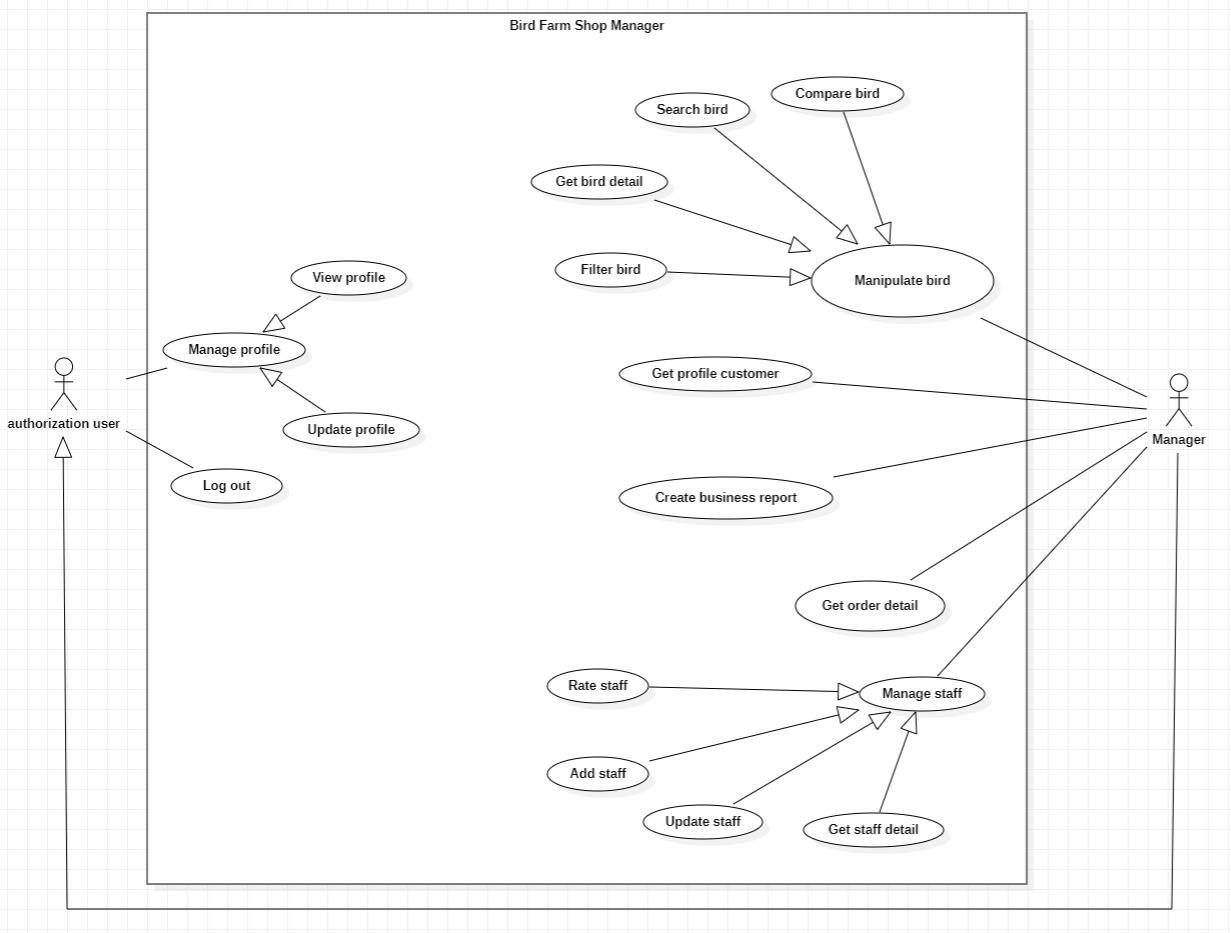 Bird Farm Shop Manager
Compare bird
Search bird
Get bird detail
Filter bird
Manipulate bird
View profile
Manage profile
Update profile
authorization user
Log out
Get profile customer
Manager
Create business report
Get order detail
Rate staff
Manage staff
Add staff
Update staff
Get staff detail